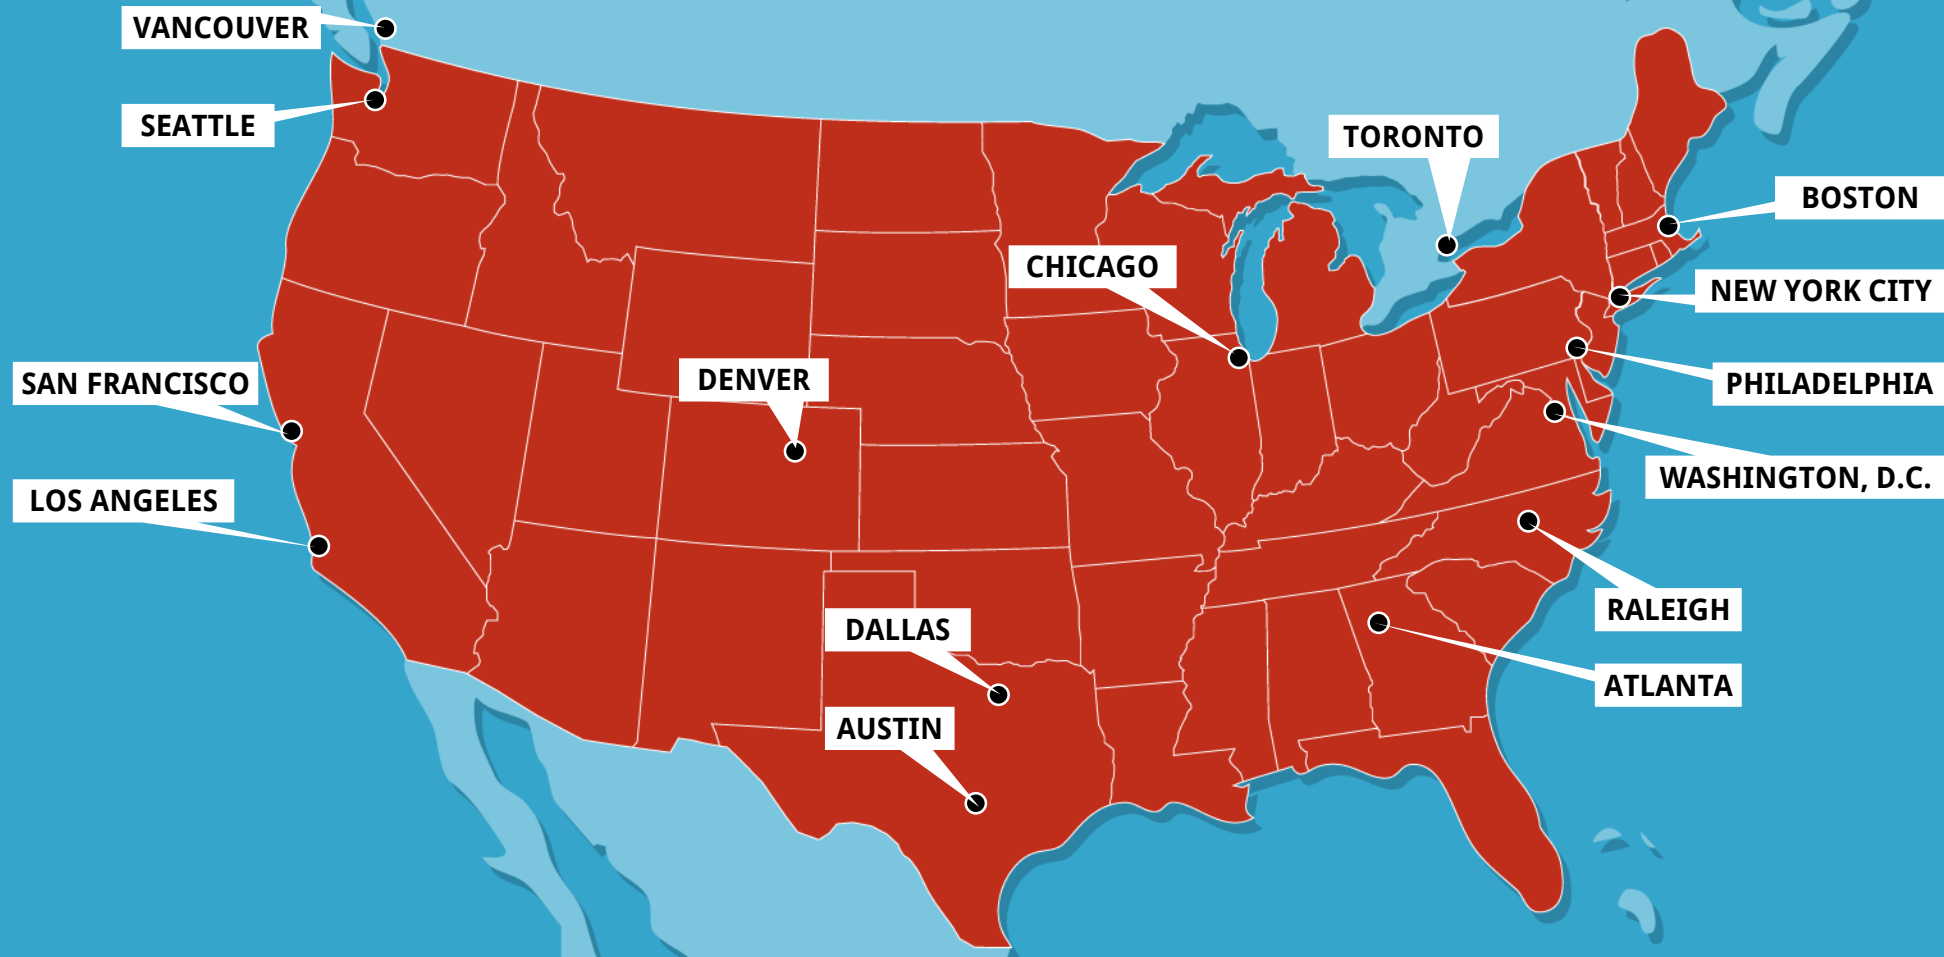 VANCOUVER
SEATTLE
TORONTO
BOSTON
CHICAGO
NEW YORK CITY
SAN FRANCISCO
DENVER
PHILADELPHIA
LOS ANGELES
WASHINGTON, D.C.
DALLAS
RALEIGH
ATLANTA
AUSTIN